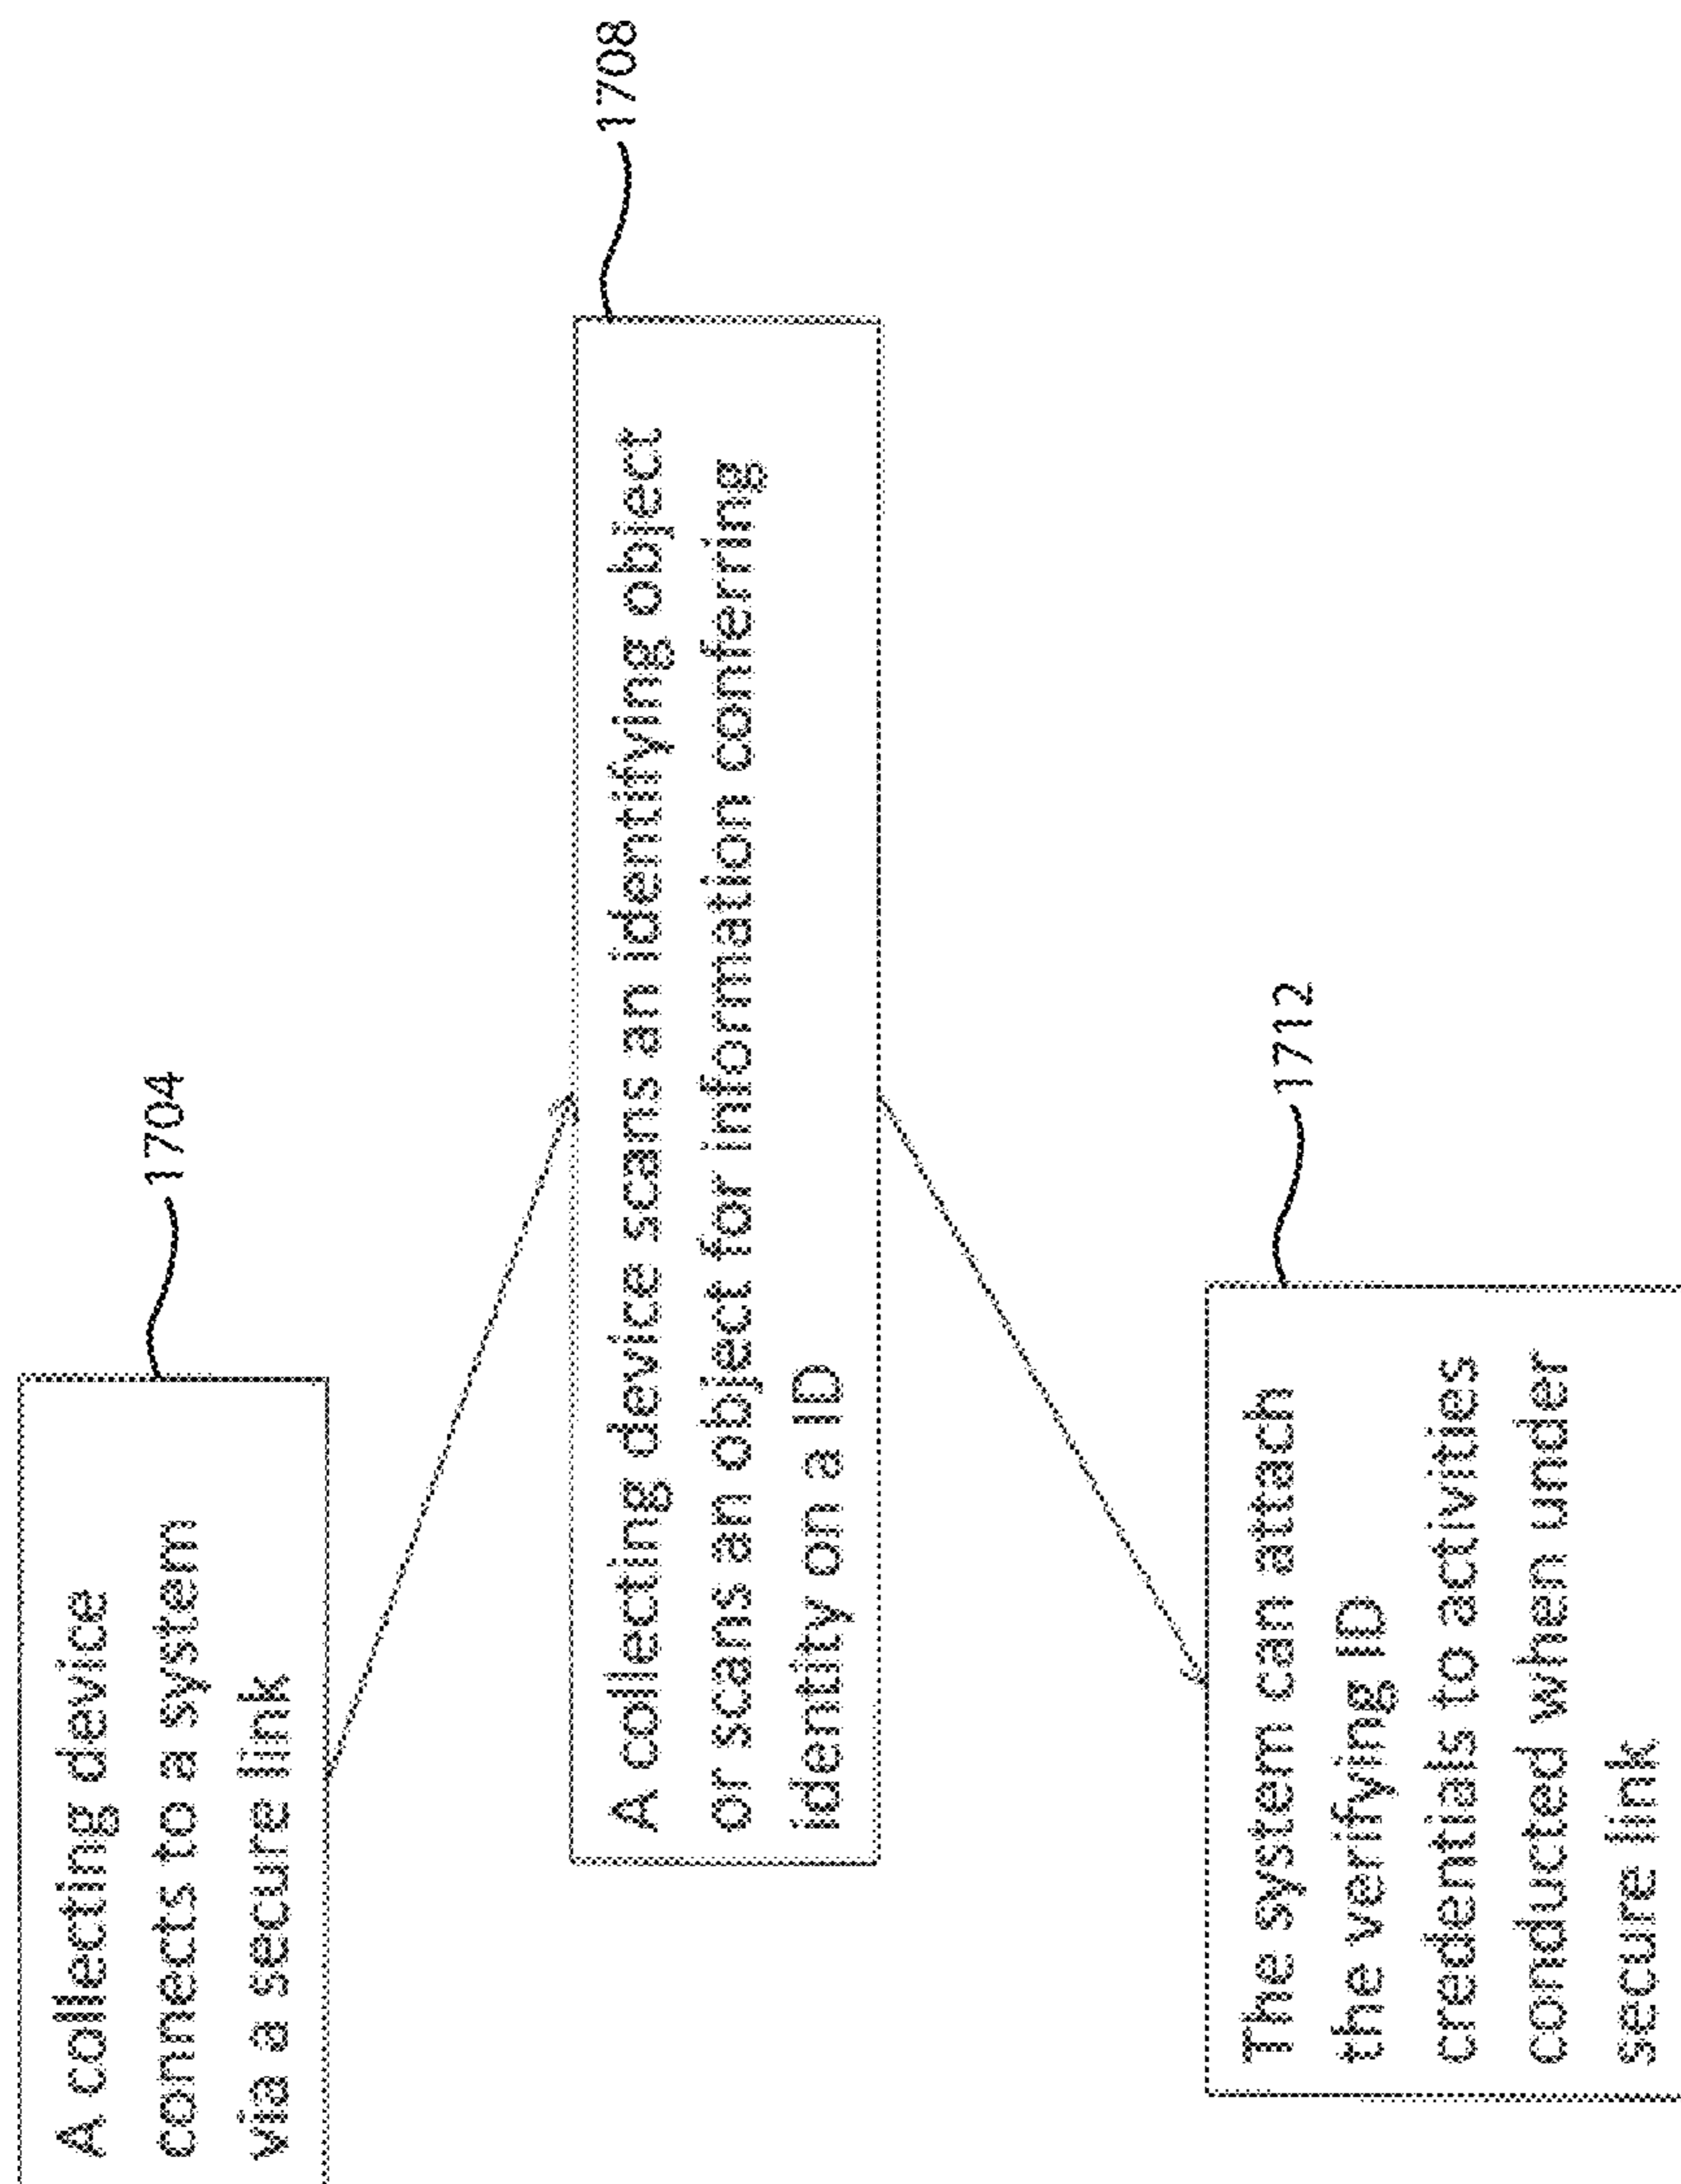 A collecting device
connects to a system
via a secure link
1704
A collecting device scans an identifying object
or scans an object for information conferring
identity on a ID
1708
The system can attach
the verifying ID
credentials to activities
conducted when under
secure link
1712